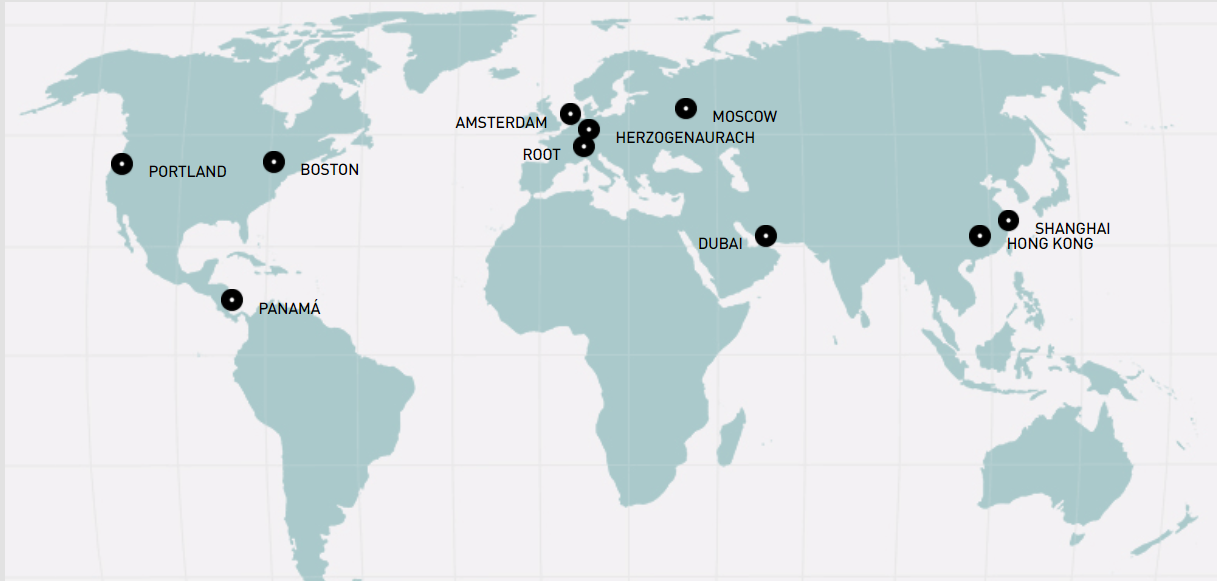 AMSTERDAM
MOSCOW
HERZOGENAURACH
ROOT
PORTLAND
BOSTON
SHANGHAI
DUBAI
HONG KONG
PANAMÁ